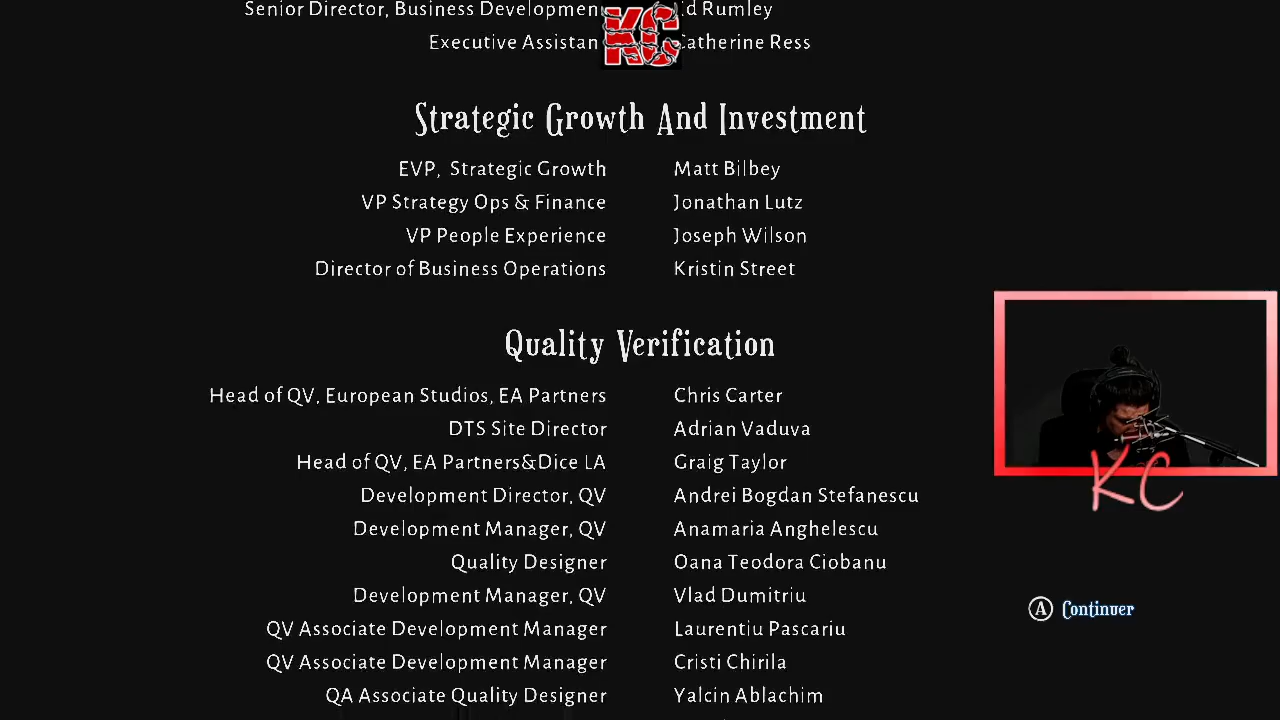 Senior Director, Business Development Rumley
KC
Executive Assistan Catherine Ress
Strategic Growth And Investment
EVP, Strategic Growth Matt Bilbey
VP Strategy Ops & Finance Jonathan Lutz
VP People Experience Joseph Wilson
Director of Business Operations Kristin Street
Quality Verification
Head of QV, European Studios, EA Partners Chris Carter
DTS Site Director Adrian Vaduva
Head of QV, EA Partners&Dice LA Graig Taylor
KC
Development Director, QV Andrei Bogdan Stefanescu
Development Manager, QV Anamaria Anghelescu
Quality Designer Oana Teodora Ciobanu
Development Manager, QV Vlad Dumitriu
A Continuer
QV Associate Development Manager Laurentiu Pascariu
QV Associate Development Manager Cristi Chirila
QA Associate Quality Designer Yalcin Ablachim